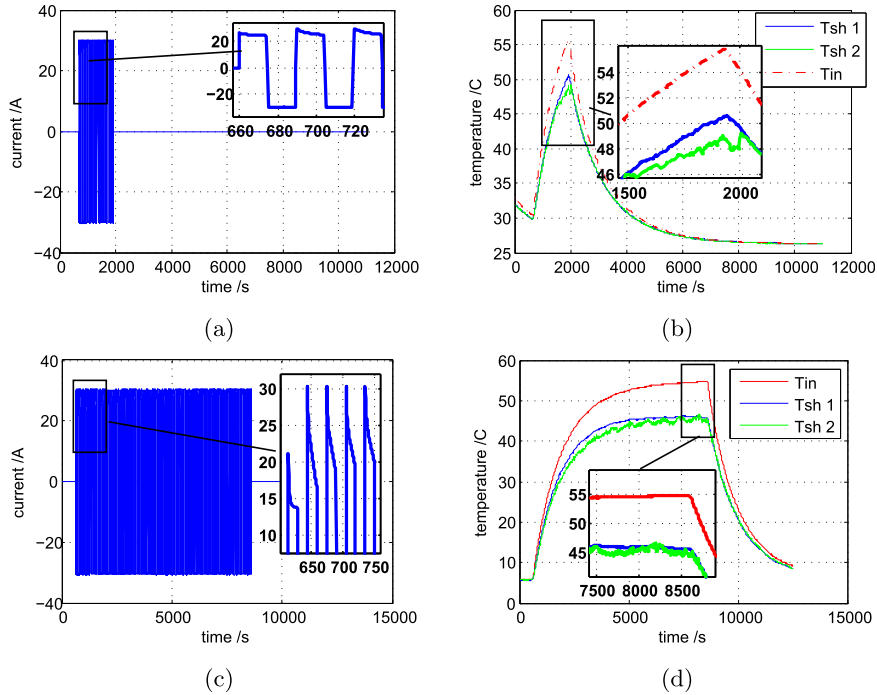 40
20
0
−20
−40
0 2000 4000 6000 8000 10000 12000
current /A
time /s
20
0
−20
660 680 700 720
(a)
60
55
50
45
40
35
30
25
0 2000 4000 6000 8000 10000 12000
temperature /C
time /s
Tsh 1
Tsh 2
Tin
56
54
52
50
48
46
1500 2000
(b)
40
20
0
−20
−40
0 5000 10000 15000
current /A
time /s
30
25
20
15
10
650 700 750
(c)
60
50
40
30
20
10
0
0 5000 10000 15000
temperature /C
time /s
Tin
Tsh 1
Tsh 2
55
50
45
7500 8000 8500
(d)